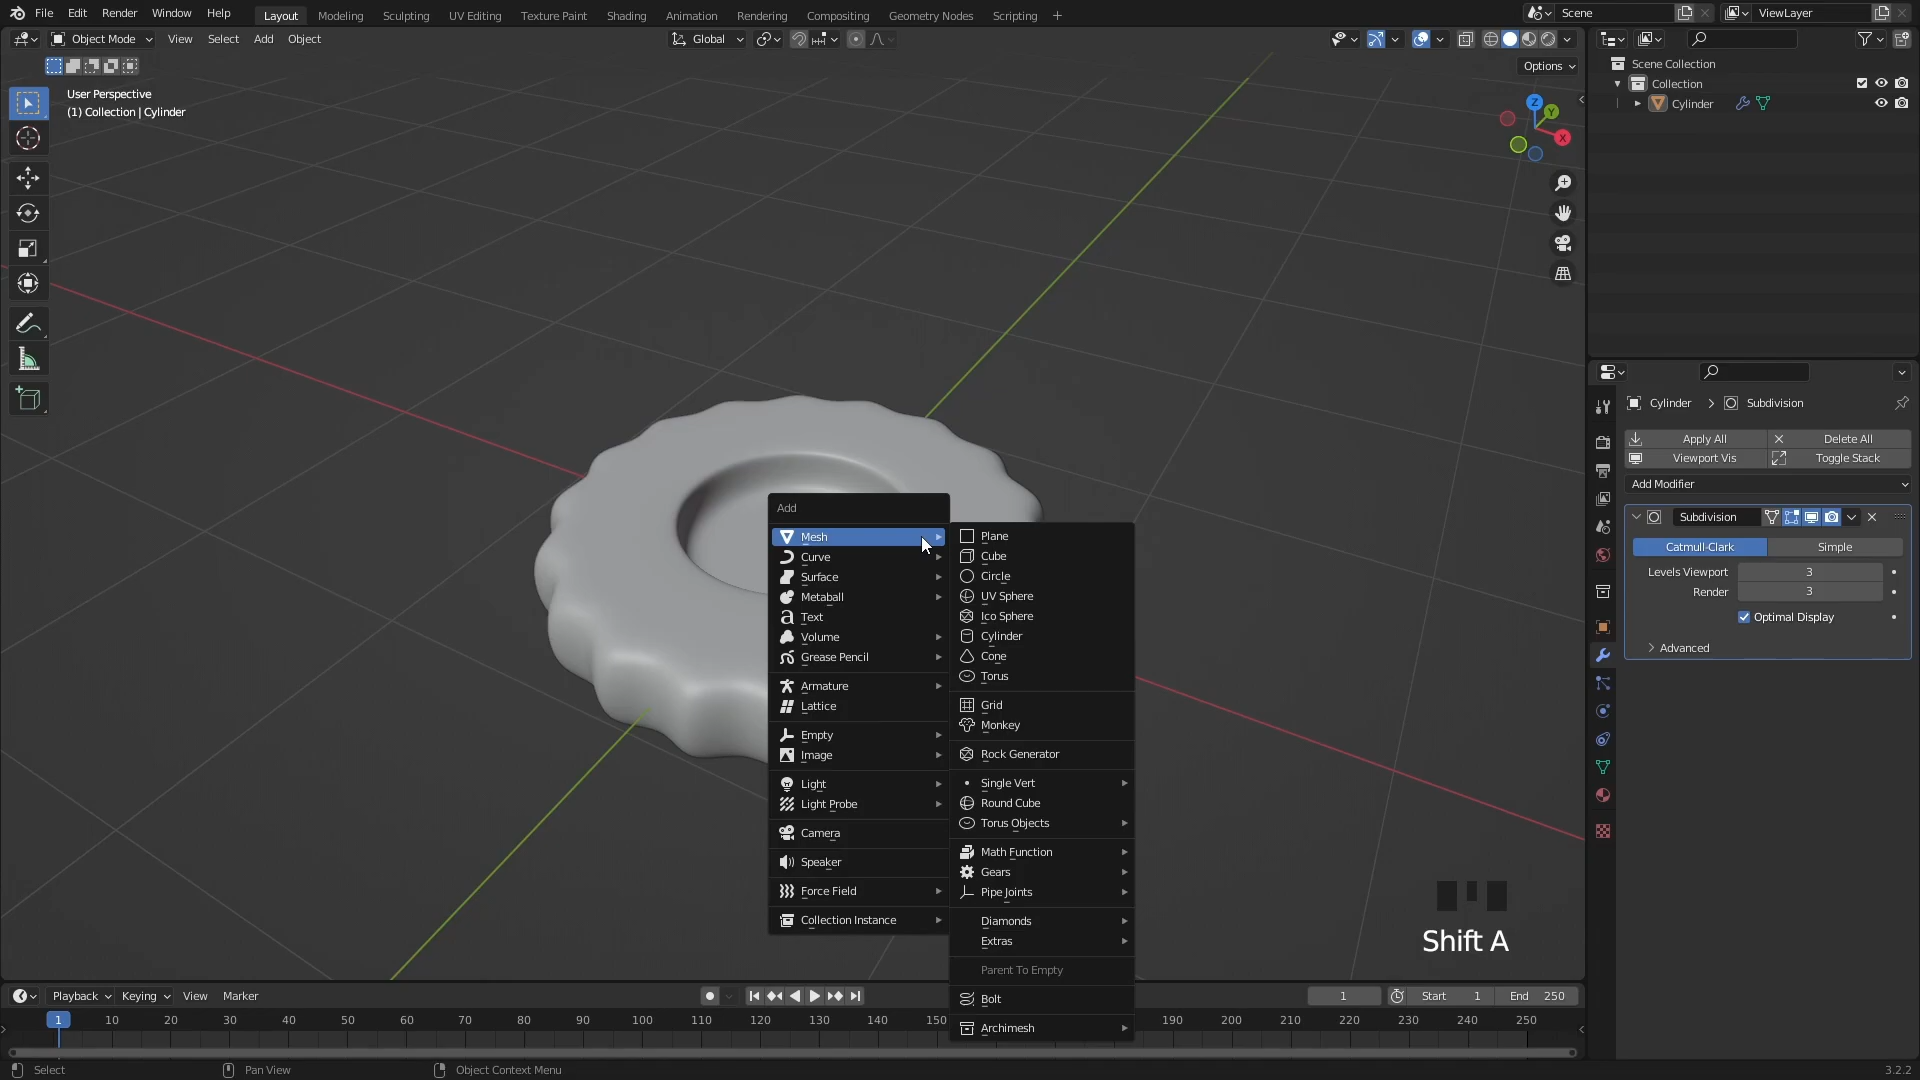 File Edit Render Window Help Layout Modeling Sculpting UV Editing Texture Paint Shading Animation Rendering Compositing Geometry Nodes Scripting + Scene ViewLayer
Object Mode View Select Add Object Global
Options
User Perspective
(1) Collection | Cylinder
Z
Y
X
Scene Collection
Collection
Cylinder
Cylinder > Subdivision
Apply All Delete All
Viewport Vis Toggle Stack
Add Modifier
Subdivision
Catmull-Clark Simple
Levels Viewport 3
Render 3
Optimal Display
Advanced
Add
Mesh
Curve
Surface
Metaball
Text
Volume
Grease Pencil
Armature
Lattice
Empty
Image
Light
Light Probe
Camera
Speaker
Force Field
Collection Instance
Plane
Cube
Circle
UV Sphere
Ico Sphere
Cylinder
Cone
Torus
Grid
Monkey
Rock Generator
Single Vert
Round Cube
Torus Objects
Math Function
Gears
Pipe Joints
Diamonds
Extras
Parent To Empty
Bolt
Archimesh
Shift A
Playback Keying View Marker 1 Start 1 End 250
1 10 20 30 40 50 60 70 80 90 100 110 120 130 140 150 190 200 210 220 230 240 250
Select Pan View Object Context Menu 3.2.2